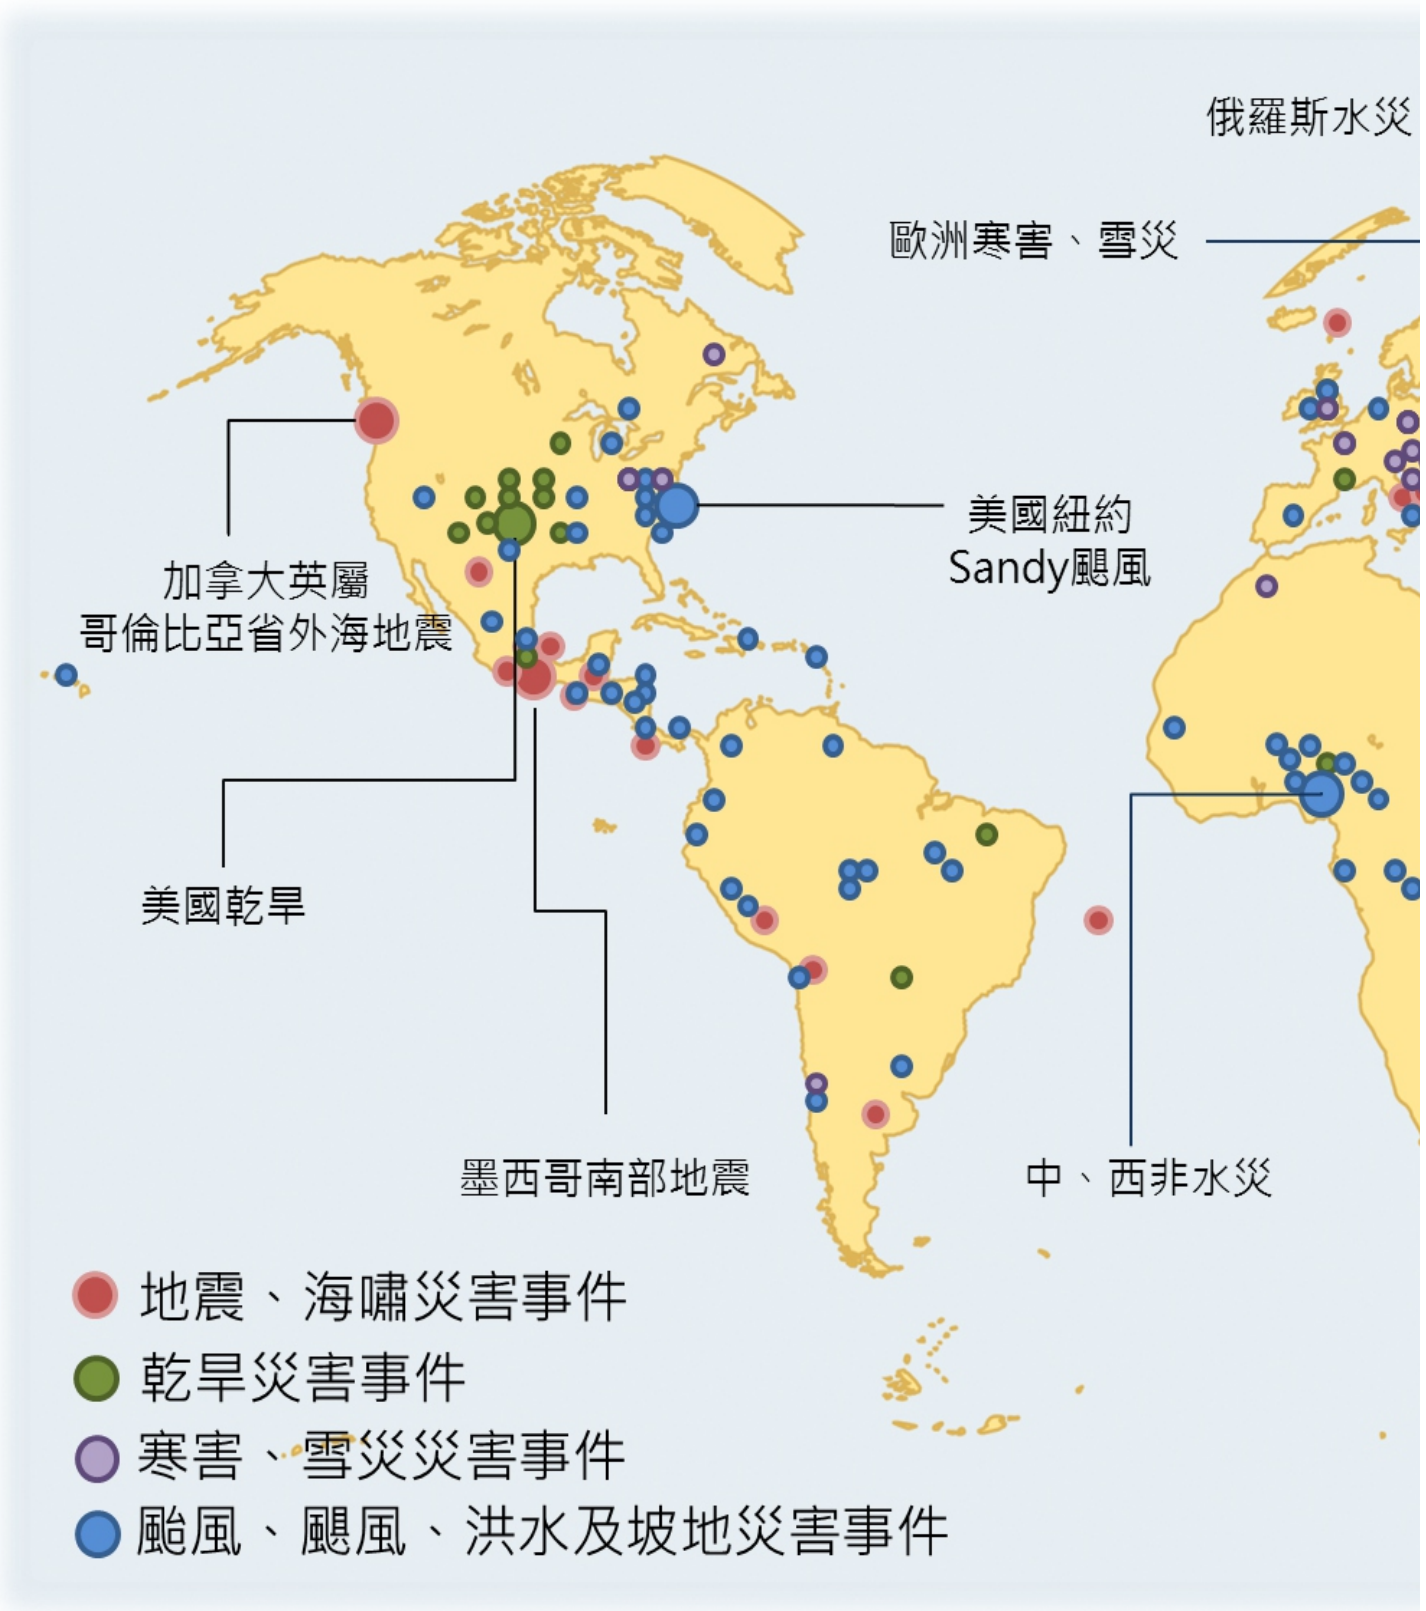 俄羅斯水災
歐洲寒害、雪災
美國紐約
Sandy颶風
加拿大英屬
哥倫比亞省外海地震
美國乾旱
墨西哥南部地震
中、西非水災
地震、海嘯災害事件
乾旱災害事件
寒害、雪災災害事件
颱風、颶風、洪水及坡地災害事件